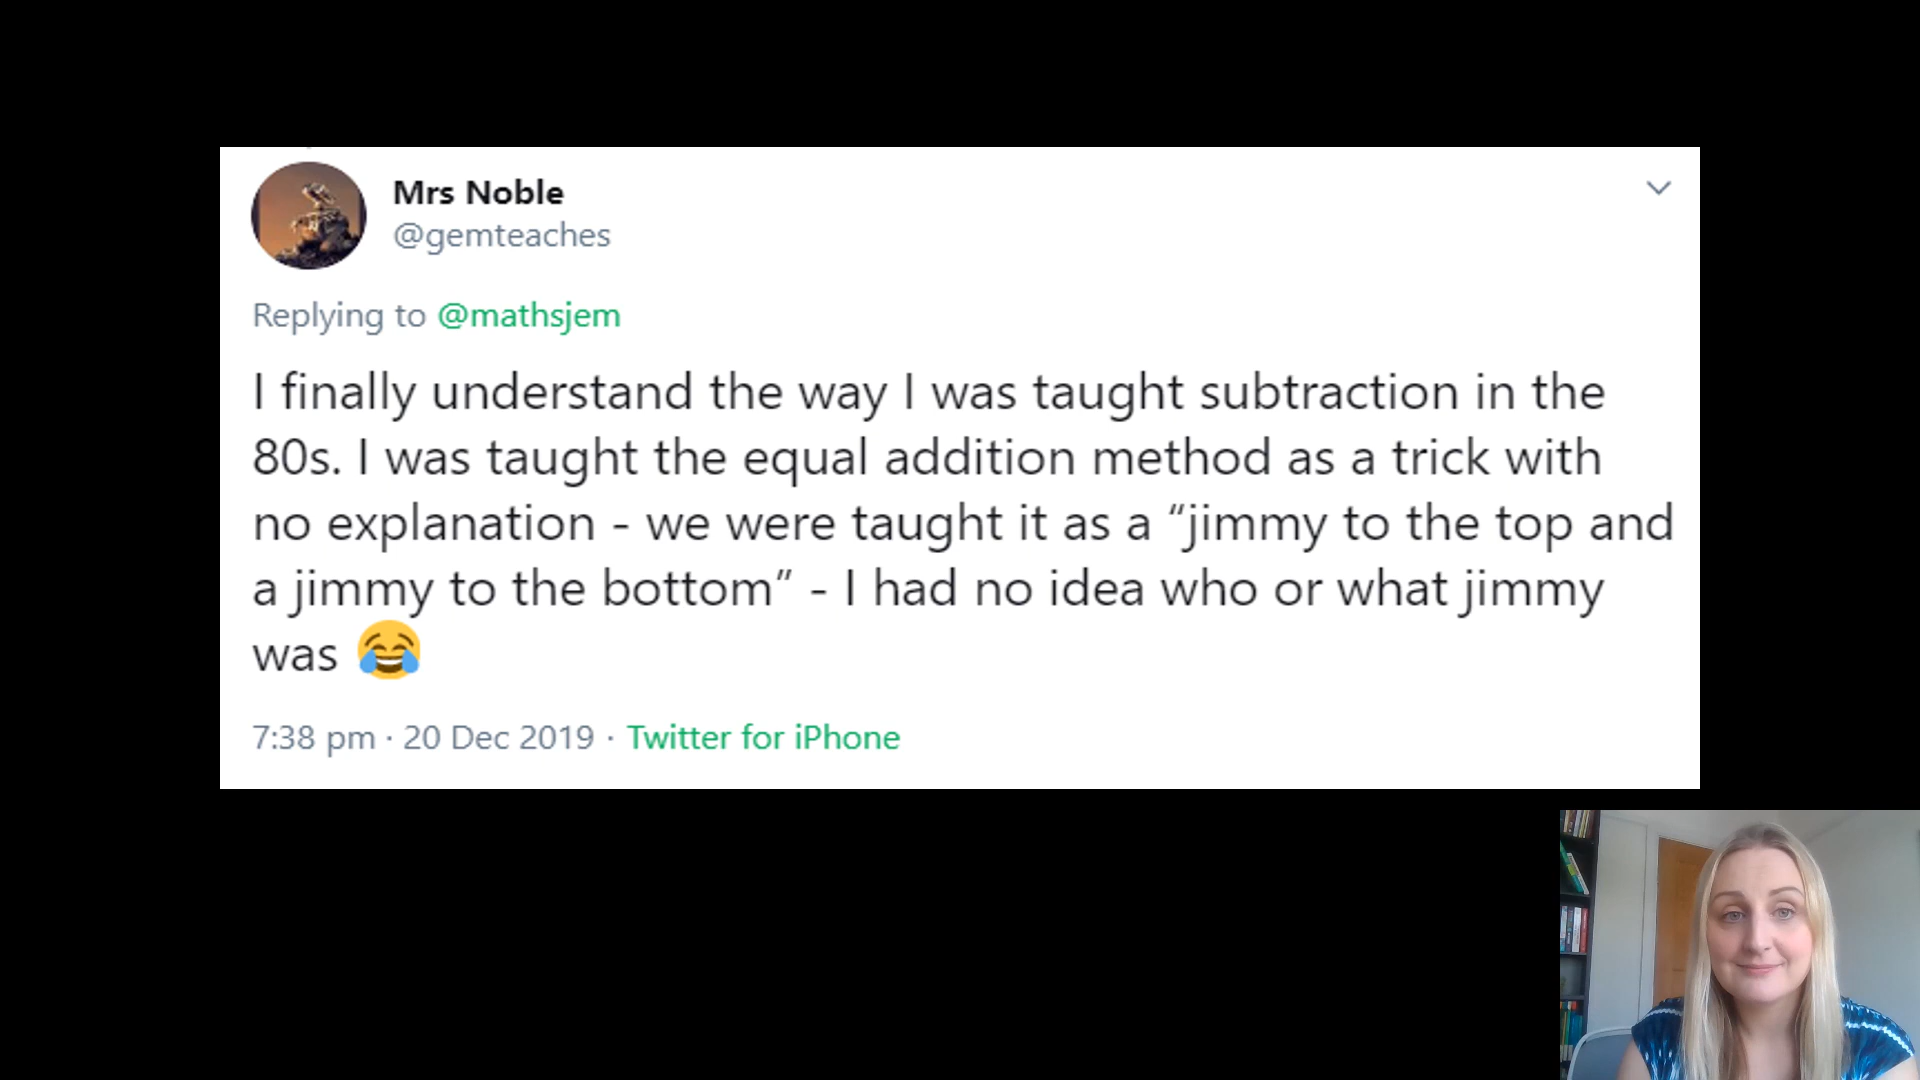 Mrs Noble
@gemteaches
Replying to @mathsjem
I finally understand the way I was taught subtraction in the
80s. I was taught the equal addition method as a trick with
no explanation - we were taught it as a “jimmy to the top and
a jimmy to the bottom” - I had no idea who or what jimmy
was 😂
7:38 pm · 20 Dec 2019 · Twitter for iPhone